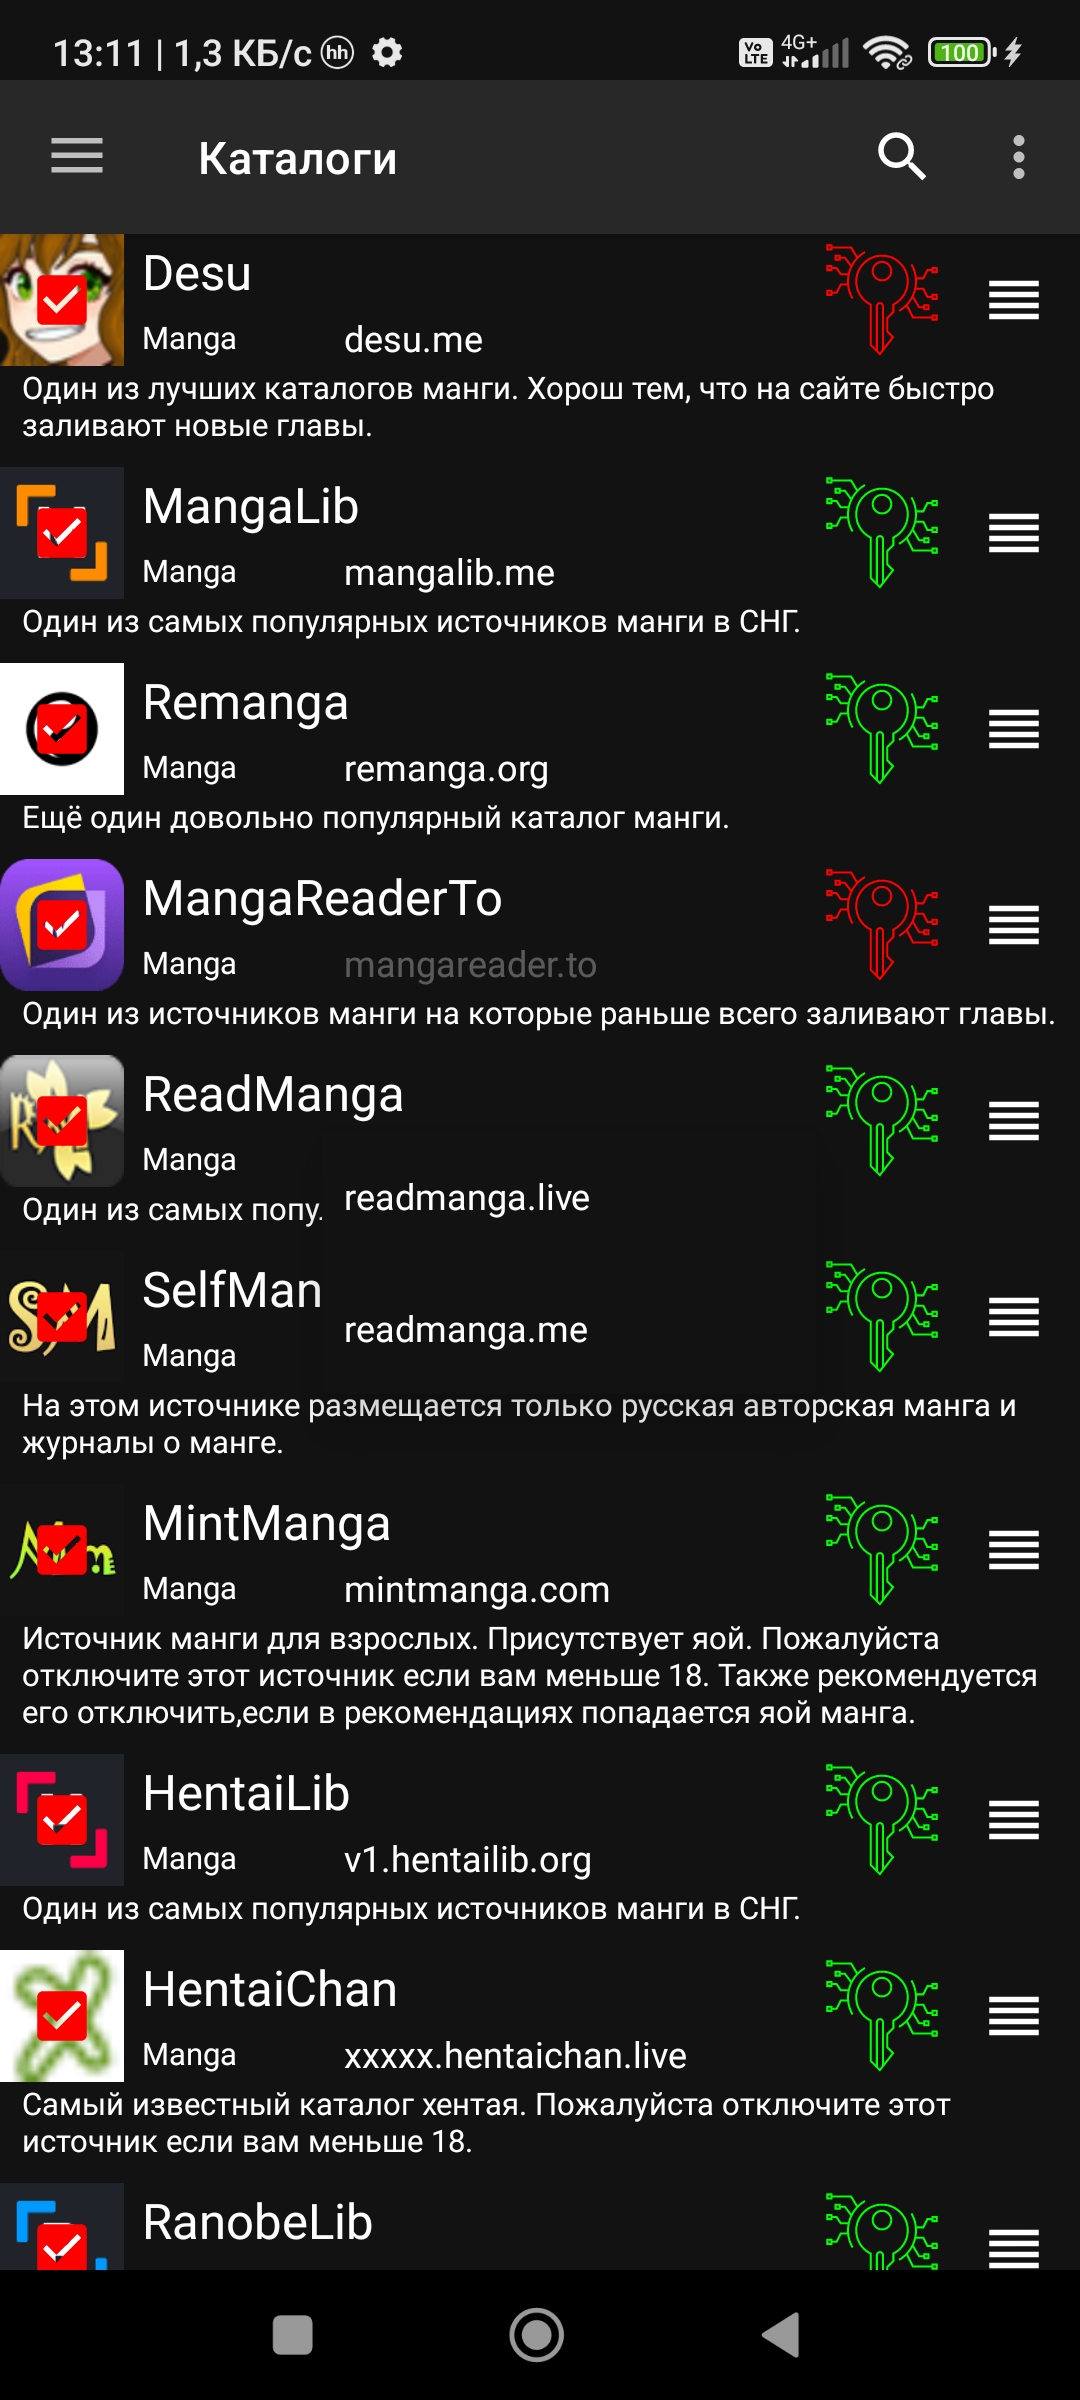 13:11 | 1,3 КБ/с hh Vo LTE 4G+ 100
Каталоги
Desu
Manga desu.me
Один из лучших каталогов манги. Хорош тем, что на сайте быстро
заливают новые главы.
MangaLib
Manga mangalib.me
Один из самых популярных источников манги в СНГ.
Remanga
Manga remanga.org
Ещё один довольно популярный каталог манги.
MangaReaderTo
Manga mangareader.to
Один из источников манги на которые раньше всего заливают главы.
ReadManga
Manga
readmanga.live
Один из самых попу
SelfMan
readmanga.me
Manga
На этом источнике размещается только русская авторская манга и
журналы о манге.
MintManga
Manga mintmanga.com
Источник манги для взрослых. Присутствует яой. Пожалуйста
отключите этот источник если вам меньше 18. Также рекомендуется
его отключить,если в рекомендациях попадается яой манга.
HentaiLib
Manga v1.hentailib.org
Один из самых популярных источников манги в СНГ.
HentaiChan
Manga xxxxx.hentaichan.live
Самый известный каталог хентая. Пожалуйста отключите этот
источник если вам меньше 18.
RanobeLib